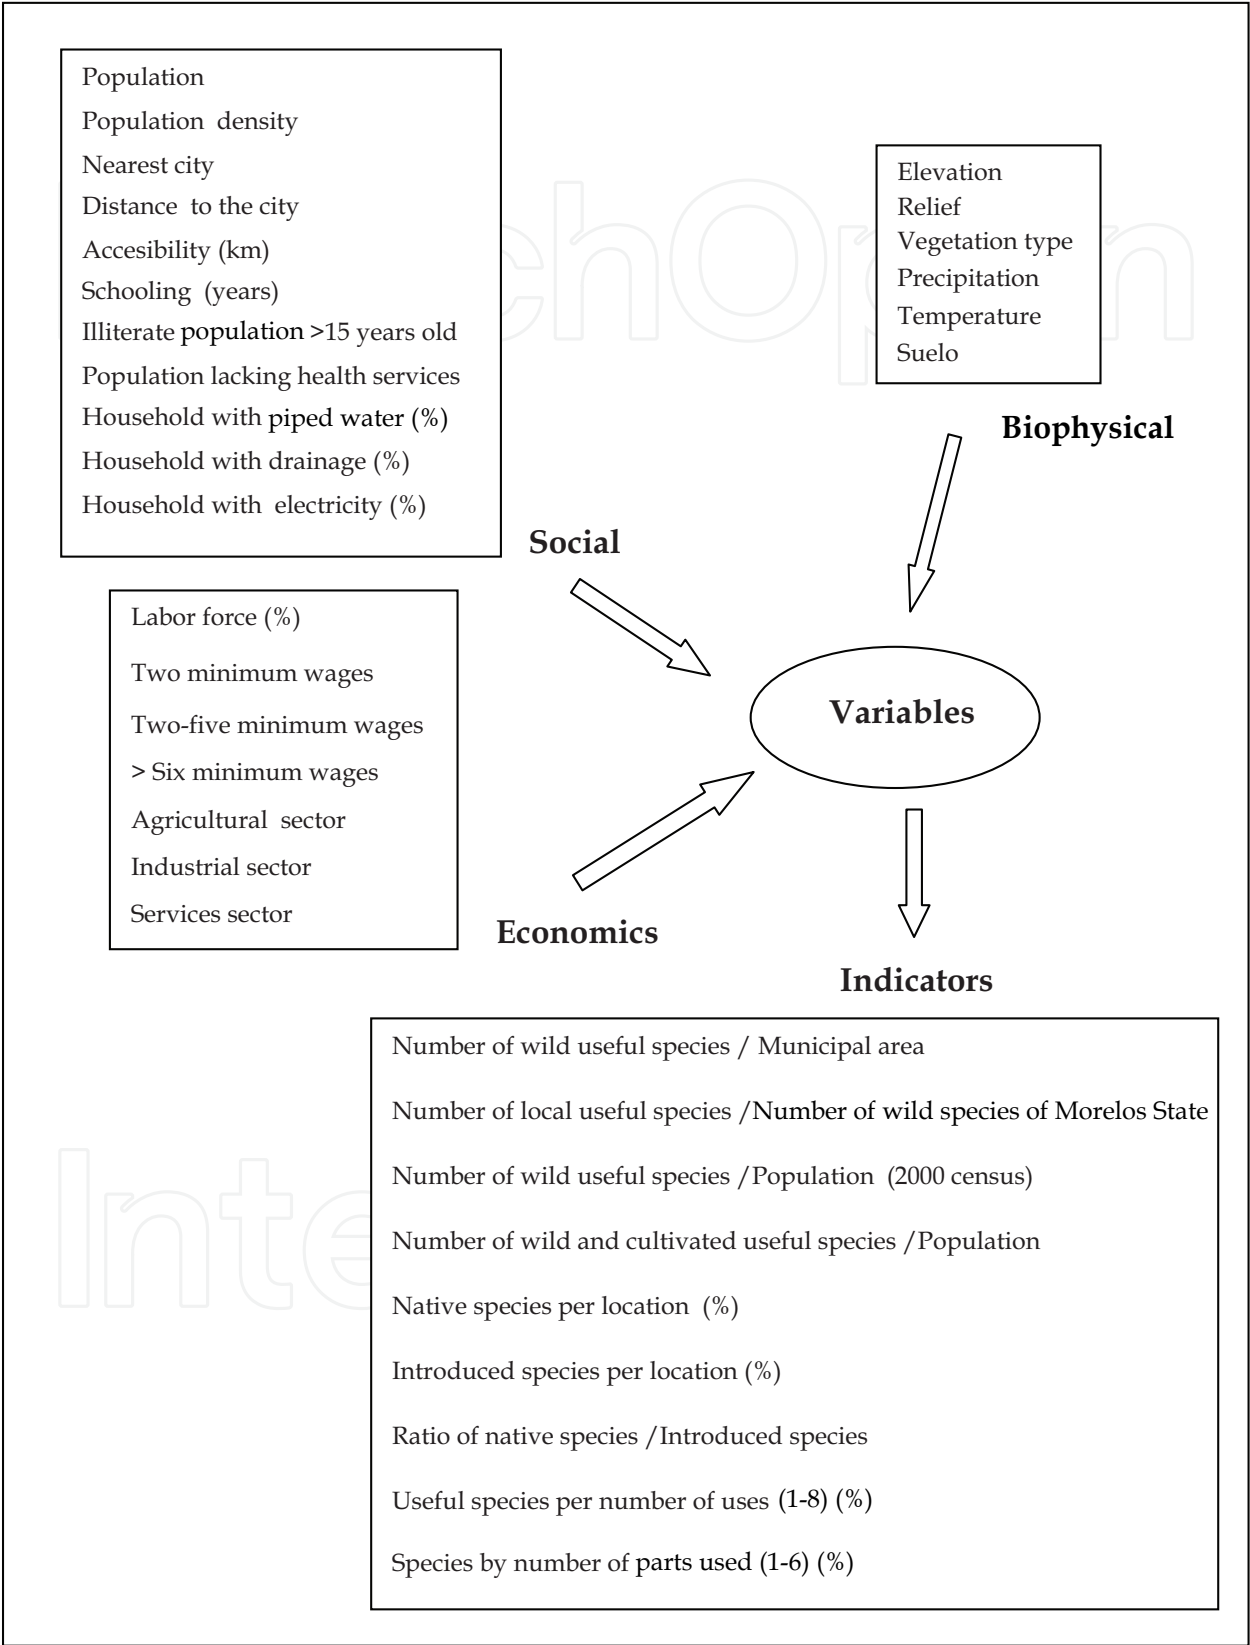 Population
Population density
Nearest city
Distance to the city
Accesibility (km)
Schooling (years)
Illiterate population >15 years old
Population lacking health services
Household with piped water (%)
Household with drainage (%)
Household with electricity (%)
Social
Elevation
Relief
Vegetation type
Precipitation
Temperature
Suelo
Biophysical
Labor force (%)
Two minimum wages
Two-five minimum wages
> Six minimum wages
Agricultural sector
Industrial sector
Services sector
Economics
Variables
Indicators
Number of wild useful species / Municipal area
Number of local useful species /Number of wild species of Morelos State
Number of wild useful species /Population (2000 census)
Number of wild and cultivated useful species /Population
Native species per location (%)
Introduced species per location (%)
Ratio of native species /Introduced species
Useful species per number of uses (1-8) (%)
Species by number of parts used (1-6) (%)